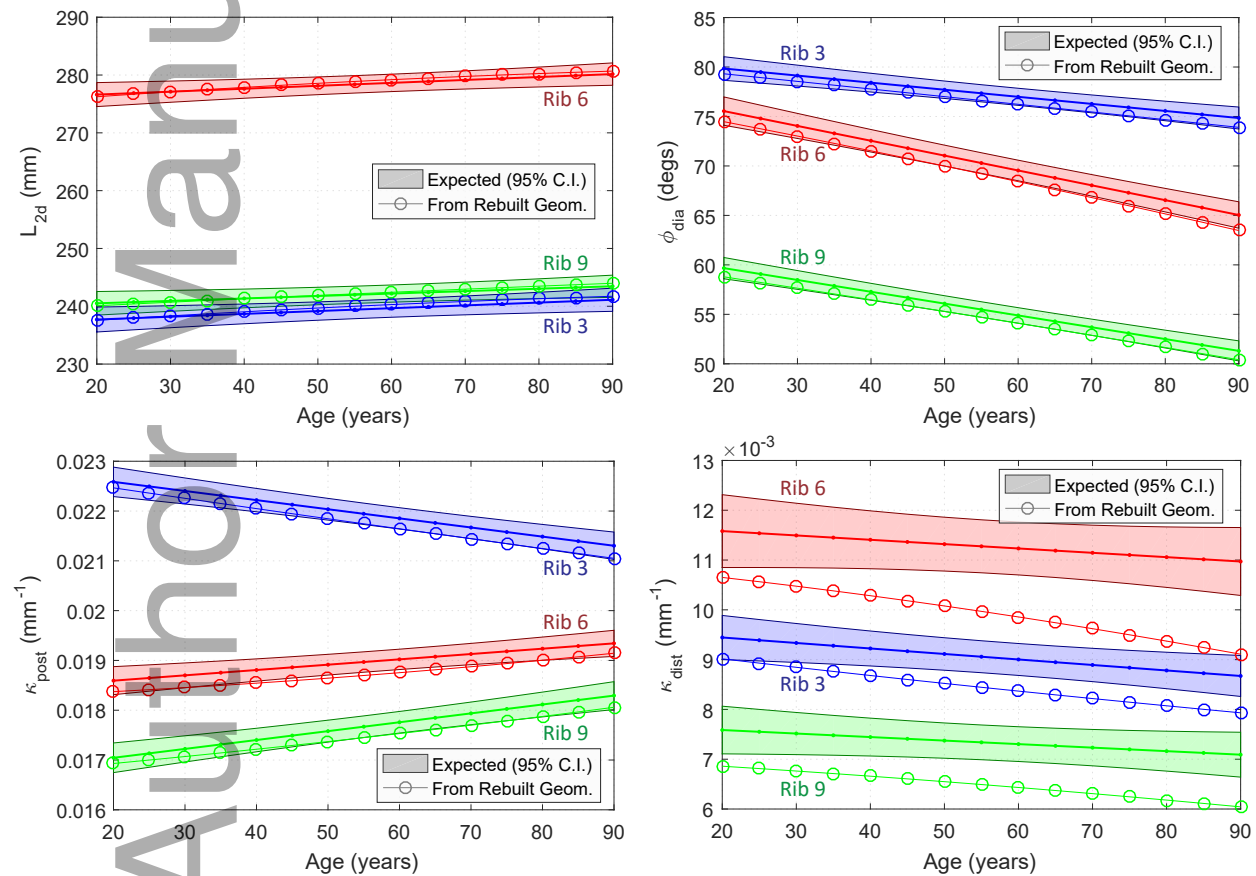 290
280
270
260
250
240
230
L2d (mm)
Rib 6
Expected (95% C.I.)
From Rebuilt Geom.
Rib 9
Rib 3
20 30 40 50 60 70 80 90
Age (years)
85
80
75
70
65
60
55
50
ϕdia (degs)
Rib 3
Expected (95% C.I.)
From Rebuilt Geom.
Rib 6
Rib 9
20 30 40 50 60 70 80 90
Age (years)
0.023
0.022
0.021
0.02
0.019
0.018
0.017
0.016
κpost (mm-1)
Rib 3
Rib 6
Rib 9
Expected (95% C.I.)
From Rebuilt Geom.
20 30 40 50 60 70 80 90
Age (years)
× 10-3
13
12
11
10
9
8
7
6
κdist (mm-1)
Rib 6
Expected (95% C.I.)
From Rebuilt Geom.
Rib 3
Rib 9
20 30 40 50 60 70 80 90
Age (years)
Author Manu